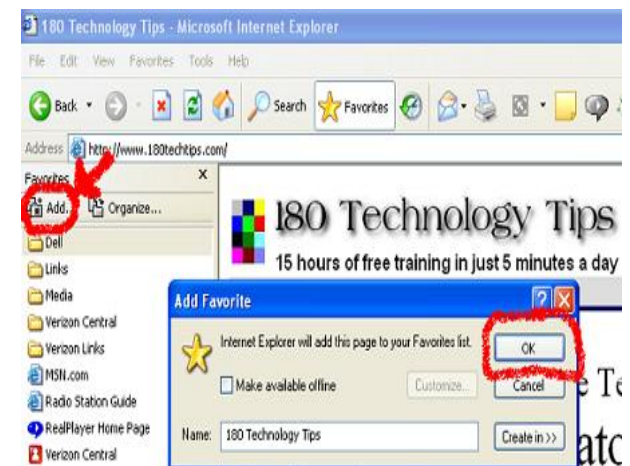 180 Technology Tips - Microsoft Internet Explorer
File Edit View Favorites Tools Help
Back Search Favorites
Address http://www.180techtips.com/
Favorites x
Add... Organize...
180 Technology Tips
15 hours of free training in just 5 minutes a day
Dell
Links
Media
Verizon Central
Verizon Links
MSN.com
Radio Station Guide
RealPlayer Home Page
Verizon Central
Add Favorite
Internet Explorer will add this page to your Favorites list.
OK
Make available offline
Customize...
Cancel
Name: 180 Technology Tips
Create in >>